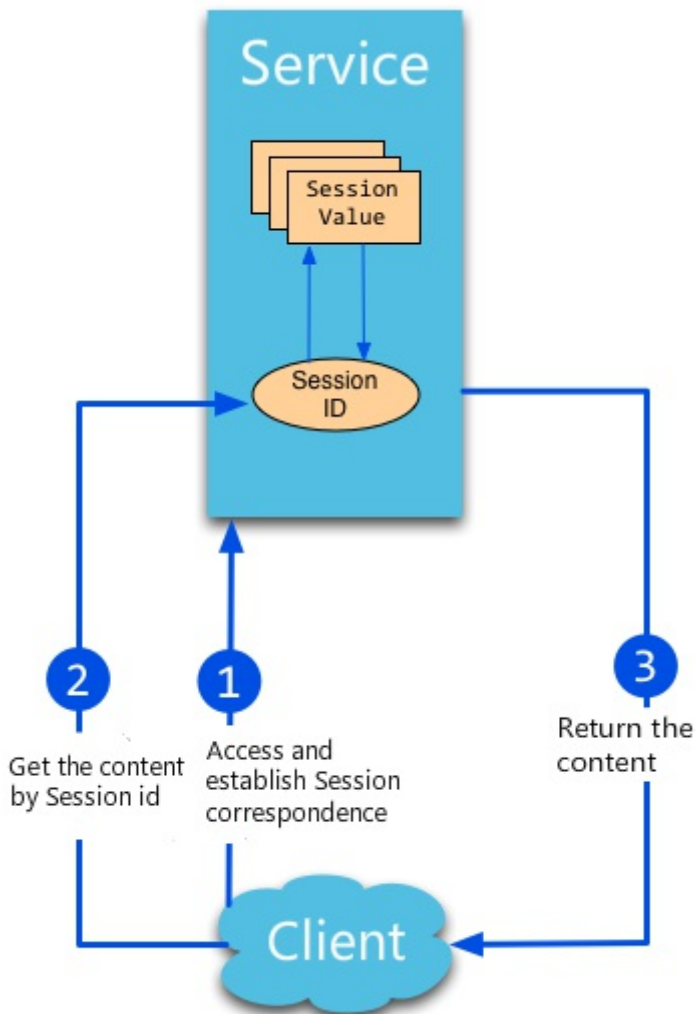 Service
Session
Value
Session
ID
2
1
3
Get the content
by Session id
Access and
establish Session
correspondence
Return the
content
Client